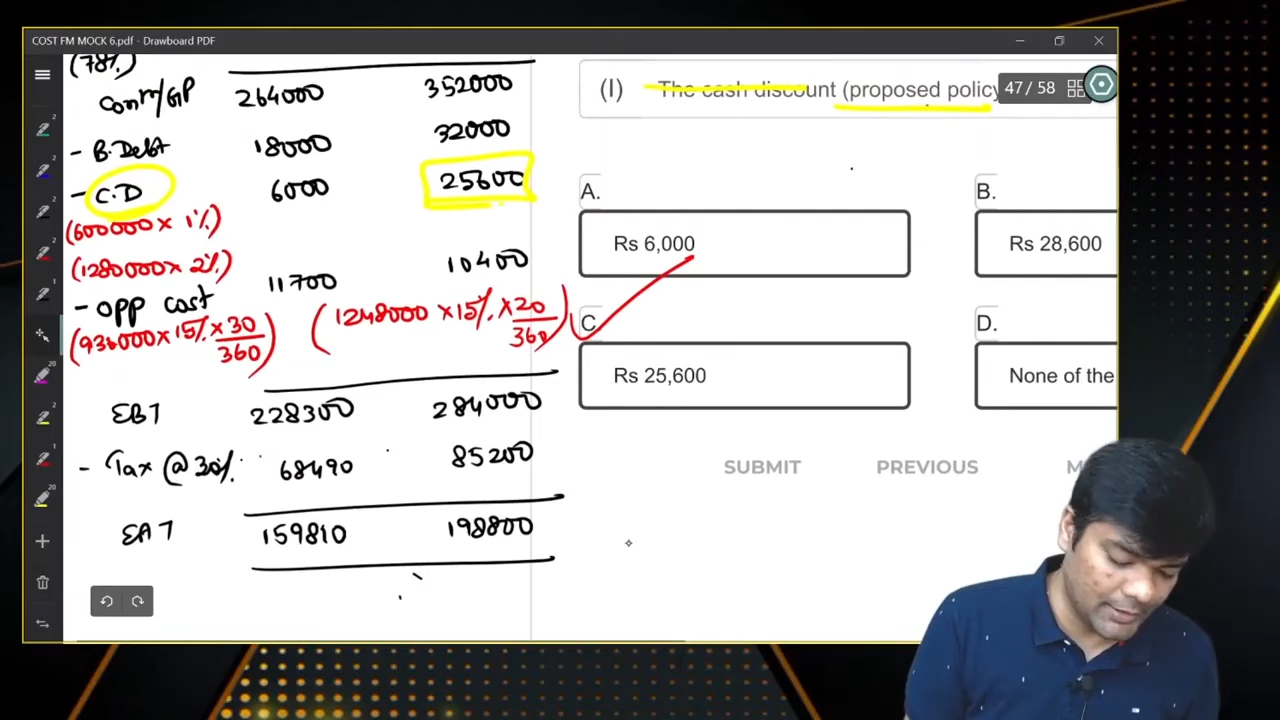 COST FM MOCK 6.pdf - Drawboard PDF
(78%)
Conn/GP 264000 352000
- B.Debt 18000 32000
- C.D 6000 25600
(600000 x 1%)
(1280000 x 2%)
11700 10400
- opp cost
(936000 x 15% x 30/360) (1248000 x 15% x 20/360)
EBT 228300 284000
- Tax @ 30%. 68490 85200
EAT 159810 198800
(I) The cash discount (proposed policy
47 / 58
A.
Rs 6,000
B.
Rs 28,600
C.
Rs 25,600
D.
None of the
SUBMIT PREVIOUS M